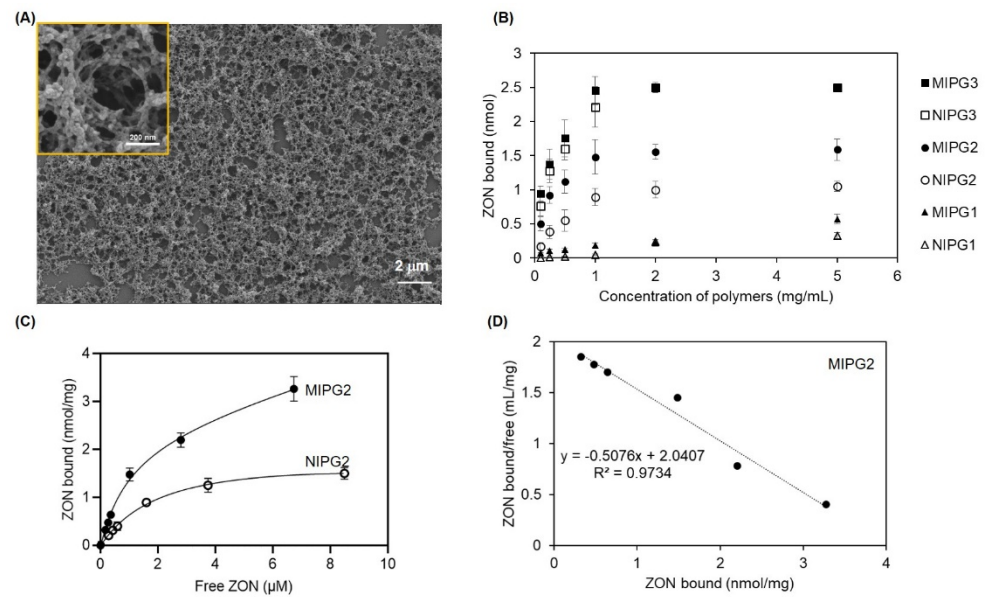 (A)
200 nm
2 μm
(B)
3
2.5
2
1.5
1
0.5
0
0 1 2 3 4 5 6
ZON bound (nmol)
Concentration of polymers (mg/mL)
MIPG3
NIPG3
MIPG2
NIPG2
MIPG1
NIPG1
(C)
4
3
2
1
0
0 2 4 6 8 10
ZON bound (nmol/mg)
Free ZON (μM)
MIPG2
NIPG2
(D)
2
1.5
1
0.5
0
0 1 2 3 4
ZON bound/free (mL/mg)
ZON bound (nmol/mg)
MIPG2
y = -0.5076x + 2.0407
R² = 0.9734